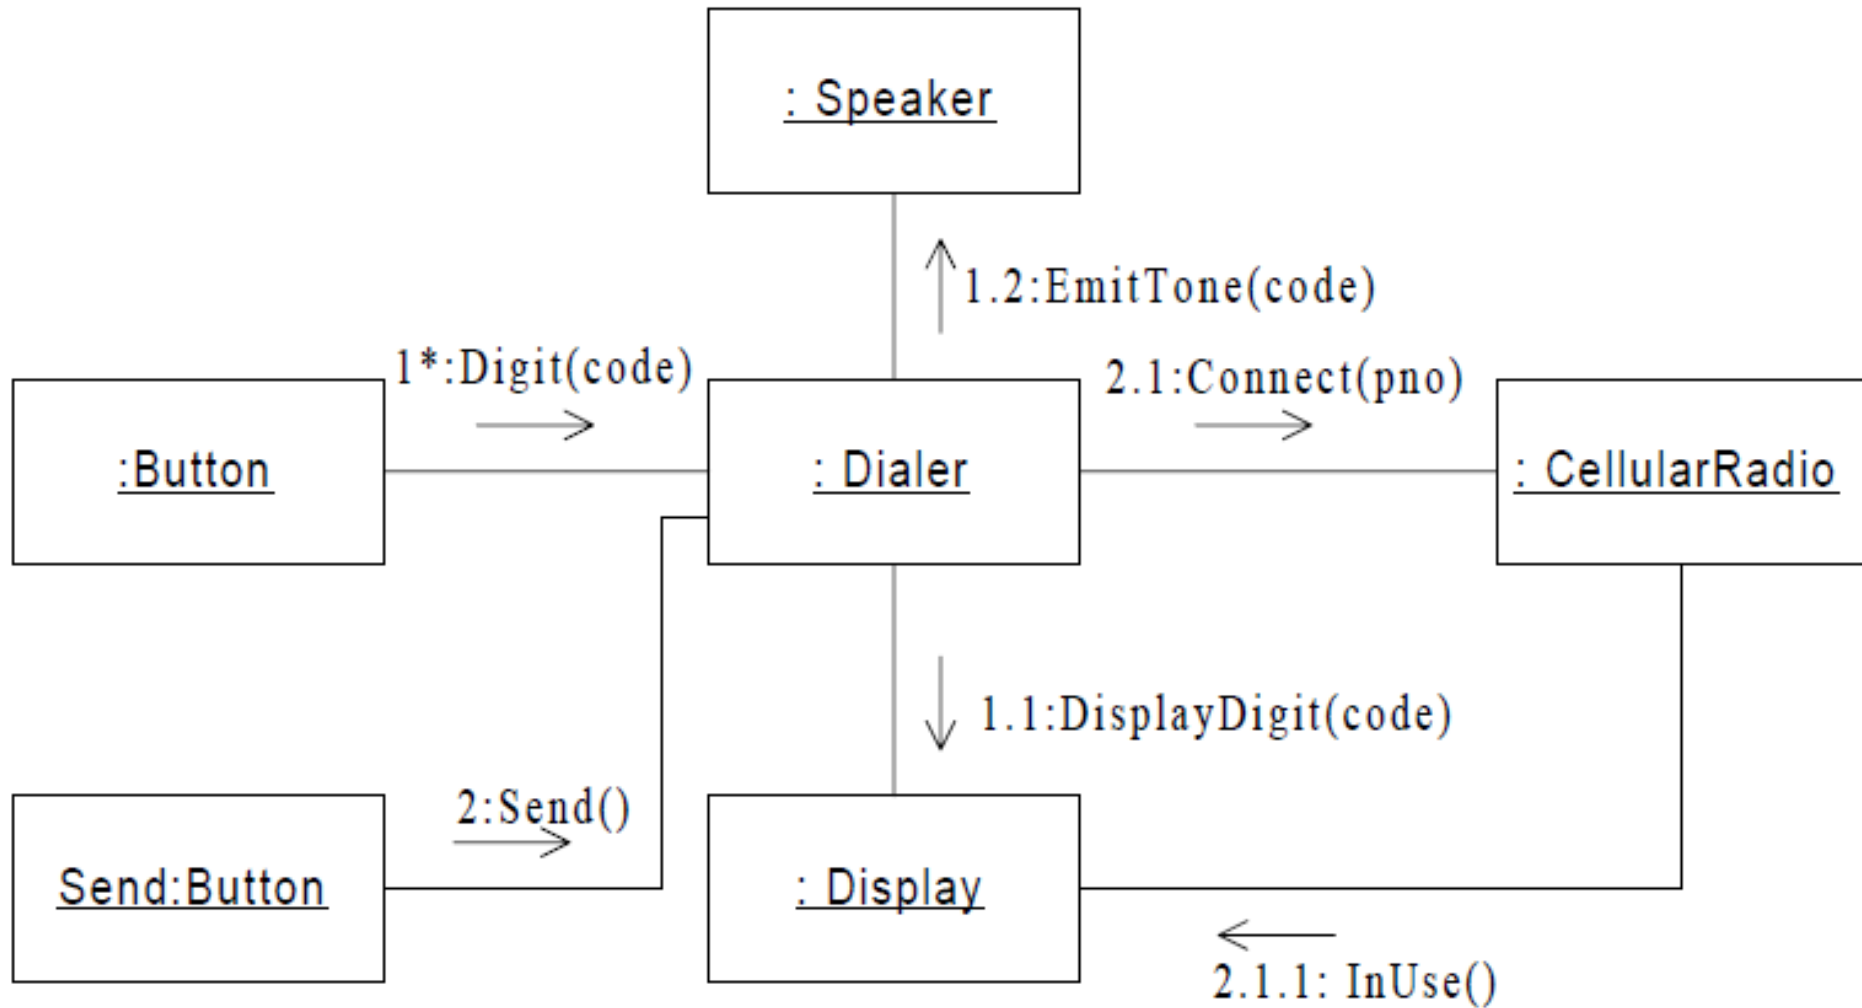 : Speaker
1.2:EmitTone(code)
1*:Digit(code)
2.1:Connect(pno)
:Button
: Dialer
: CellularRadio
1.1:DisplayDigit(code)
2:Send()
Send:Button
: Display
2.1.1: InUse()